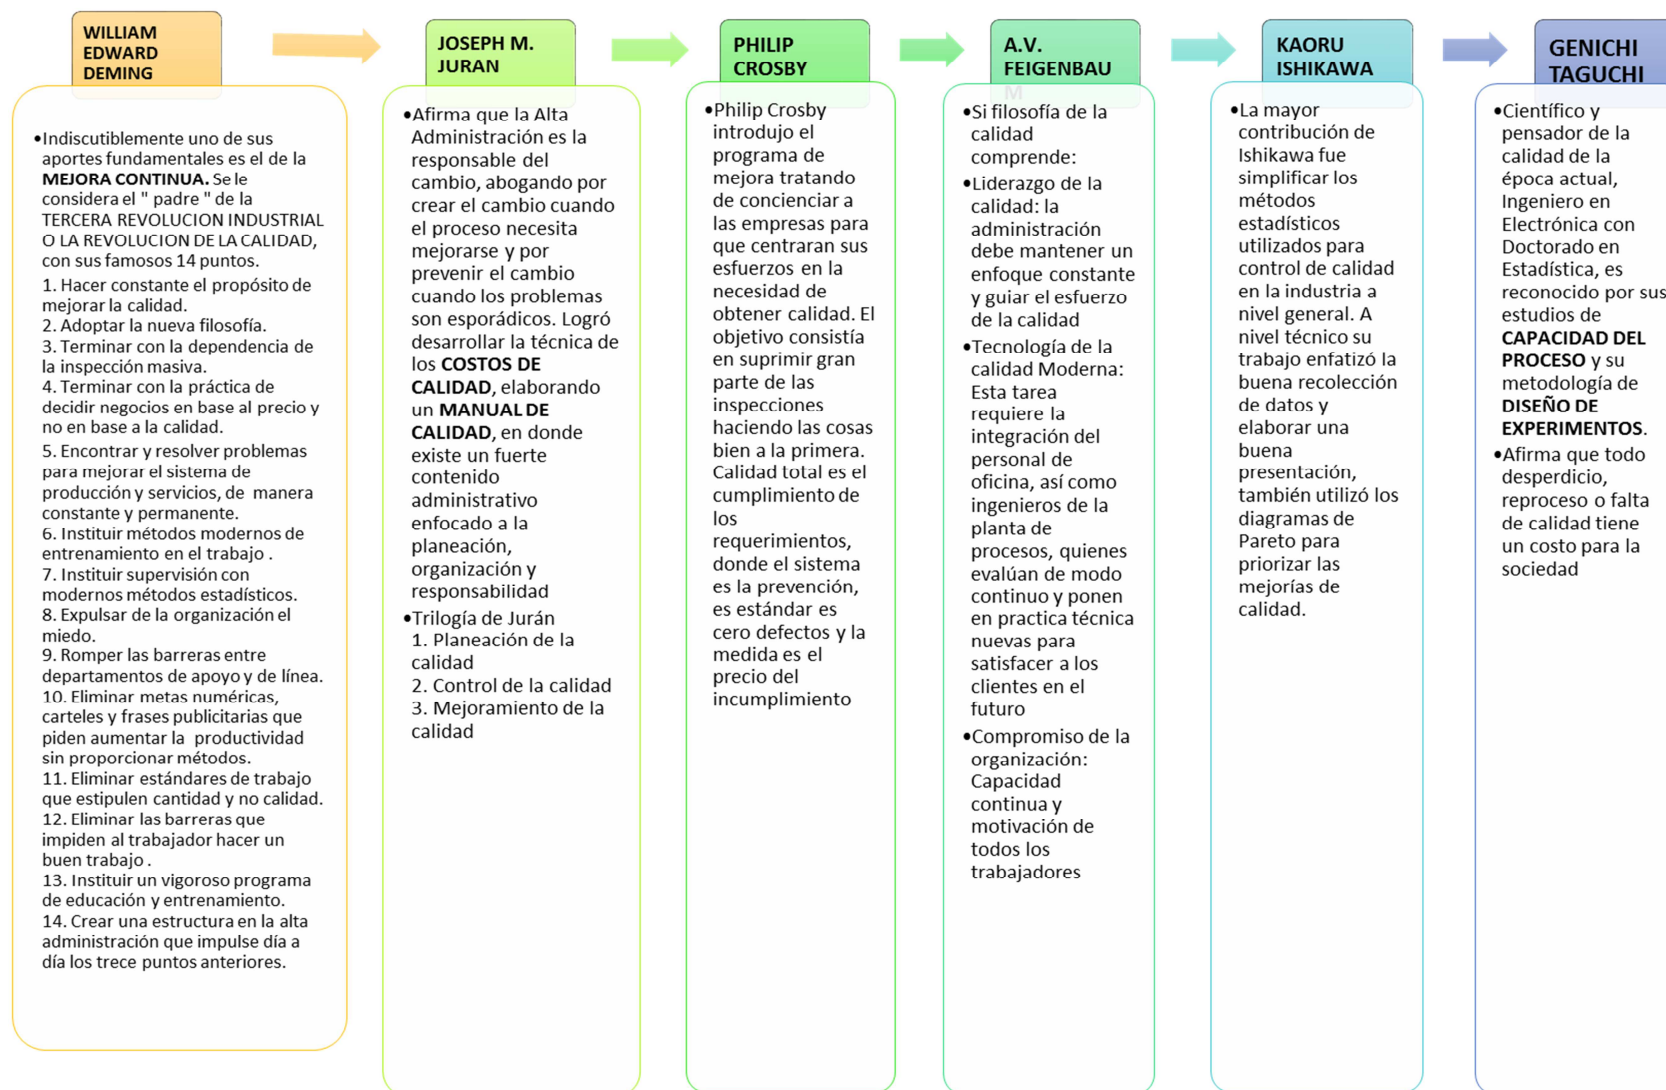 WILLIAM
EDWARD
DEMING
•Indiscutiblemente uno de sus
aportes fundamentales es el de la
MEJORA CONTINUA. Se le
considera el " padre " de la
TERCERA REVOLUCION INDUSTRIAL
O LA REVOLUCION DE LA CALIDAD,
con sus famosos 14 puntos.
1. Hacer constante el propósito de
mejorar la calidad.
2. Adoptar la nueva filosofía.
3. Terminar con la dependencia de
la inspección masiva.
4. Terminar con la práctica de
decidir negocios en base al precio y
no en base a la calidad.
5. Encontrar y resolver problemas
para mejorar el sistema de
producción y servicios, de manera
constante y permanente.
6. Instituir métodos modernos de
entrenamiento en el trabajo .
7. Instituir supervisión con
modernos métodos estadísticos.
8. Expulsar de la organización el
miedo.
9. Romper las barreras entre
departamentos de apoyo y de línea.
10. Eliminar metas numéricas,
carteles y frases publicitarias que
piden aumentar la productividad
sin proporcionar métodos.
11. Eliminar estándares de trabajo
que estipulen cantidad y no calidad.
12. Eliminar las barreras que
impiden al trabajador hacer un
buen trabajo .
13. Instituir un vigoroso programa
de educación y entrenamiento.
14. Crear una estructura en la alta
administración que impulse día a
día los trece puntos anteriores.
JOSEPH M.
JURAN
•Afirma que la Alta
Administración es la
responsable del
cambio, abogando por
crear el cambio cuando
el proceso necesita
mejorarse y por
prevenir el cambio
cuando los problemas
son esporádicos. Logró
desarrollar la técnica de
los COSTOS DE
CALIDAD, elaborando
un MANUAL DE
CALIDAD, en donde
existe un fuerte
contenido
administrativo
enfocado a la
planeación,
organización y
responsabilidad
•Trilogía de Jurán
1. Planeación de la
calidad
2. Control de la calidad
3. Mejoramiento de la
calidad
PHILIP
CROSBY
•Philip Crosby
introdujo el
programa de
mejora tratando
de concienciar a
las empresas para
que centraran sus
esfuerzos en la
necesidad de
obtener calidad. El
objetivo consistía
en suprimir gran
parte de las
inspecciones
haciendo las cosas
bien a la primera.
Calidad total es el
cumplimiento de
los
requerimientos,
donde el sistema
es la prevención,
es estándar es
cero defectos y la
medida es el
precio del
incumplimiento
A.V.
FEIGENBAU
M
•Si filosofía de la
calidad
comprende:
•Liderazgo de la
calidad: la
administración
debe mantener un
enfoque constante
y guiar el esfuerzo
de la calidad
•Tecnología de la
calidad Moderna:
Esta tarea
requiere la
integración del
personal de
oficina, así como
ingenieros de la
planta de
procesos, quienes
evalúan de modo
continuo y ponen
en practica técnica
nuevas para
satisfacer a los
clientes en el
futuro
•Compromiso de la
organización:
Capacidad
continua y
motivación de
todos los
trabajadores
KAORU
ISHIKAWA
•La mayor
contribución de
Ishikawa fue
simplificar los
métodos
estadísticos
utilizados para
control de calidad
en la industria a
nivel general. A
nivel técnico su
trabajo enfatizó la
buena recolección
de datos y
elaborar una
buena
presentación,
también utilizó los
diagramas de
Pareto para
priorizar las
mejorías de
calidad.
GENICHI
TAGUCHI
•Científico y
pensador de la
calidad de la
época actual,
Ingeniero en
Electrónica con
Doctorado en
Estadística, es
reconocido por sus
estudios de
CAPACIDAD DEL
PROCESO y su
metodología de
DISEÑO DE
EXPERIMENTOS.
•Afirma que todo
desperdicio,
reproceso o falta
de calidad tiene
un costo para la
sociedad